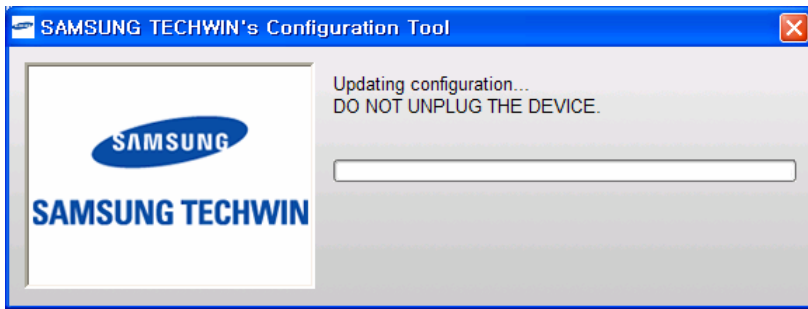 SAMSUNG TECHWIN's Configuration Tool
Updating configuration...
DO NOT UNPLUG THE DEVICE.
SAMSUNG
SAMSUNG TECHWIN